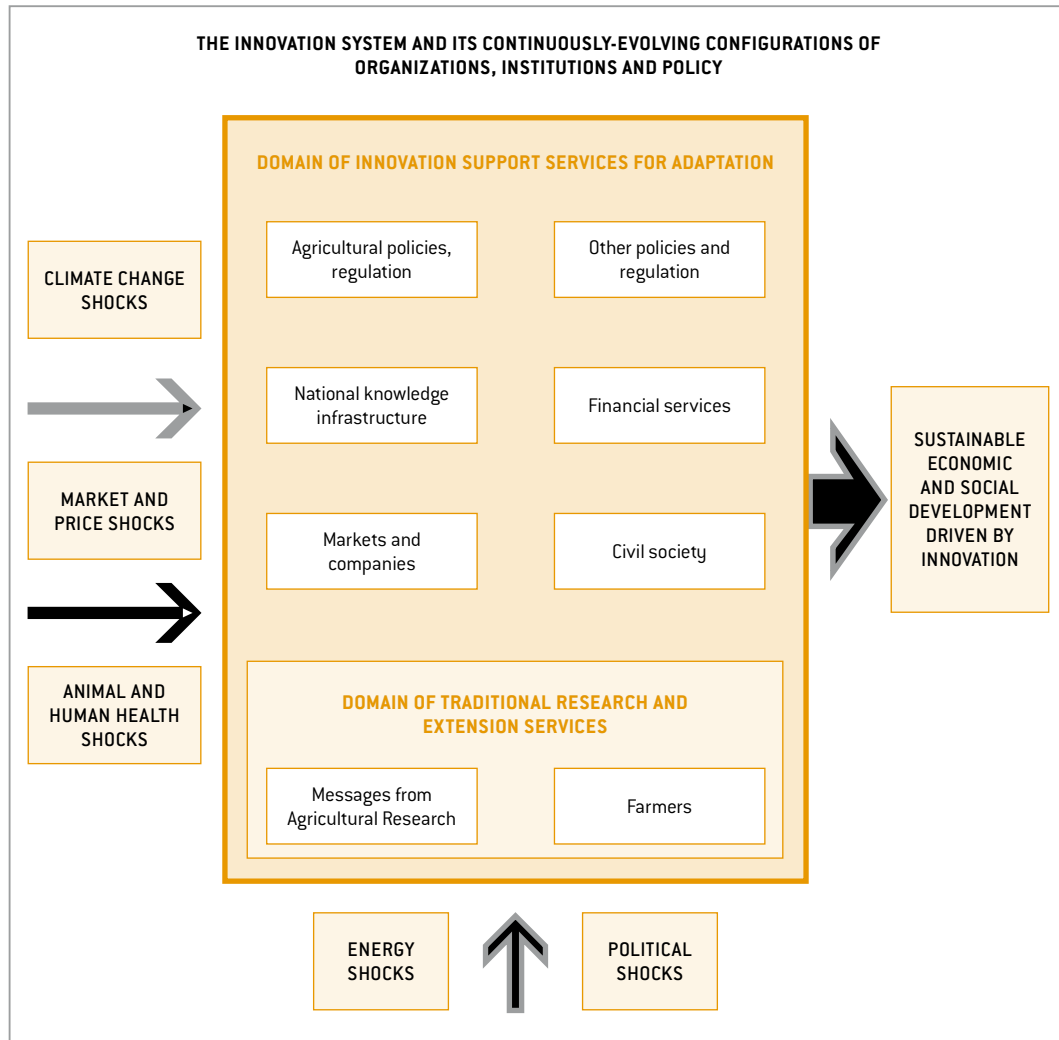 THE INNOVATION SYSTEM AND ITS CONTINUOUSLY-EVOLVING CONFIGURATIONS OF
ORGANIZATIONS, INSTITUTIONS AND POLICY
DOMAIN OF INNOVATION SUPPORT SERVICES FOR ADAPTATION
Agricultural policies,
regulation
Other policies and
regulation
CLIMATE CHANGE
SHOCKS
National knowledge
infrastructure
Financial services
MARKET AND
PRICE SHOCKS
Markets and
companies
Civil society
SUSTAINABLE
ECONOMIC
AND SOCIAL
DEVELOPMENT
DRIVEN BY
INNOVATION
ANIMAL AND
HUMAN HEALTH
SHOCKS
DOMAIN OF TRADITIONAL RESEARCH AND
EXTENSION SERVICES
Messages from
Agricultural Research
Farmers
ENERGY
SHOCKS
POLITICAL
SHOCKS